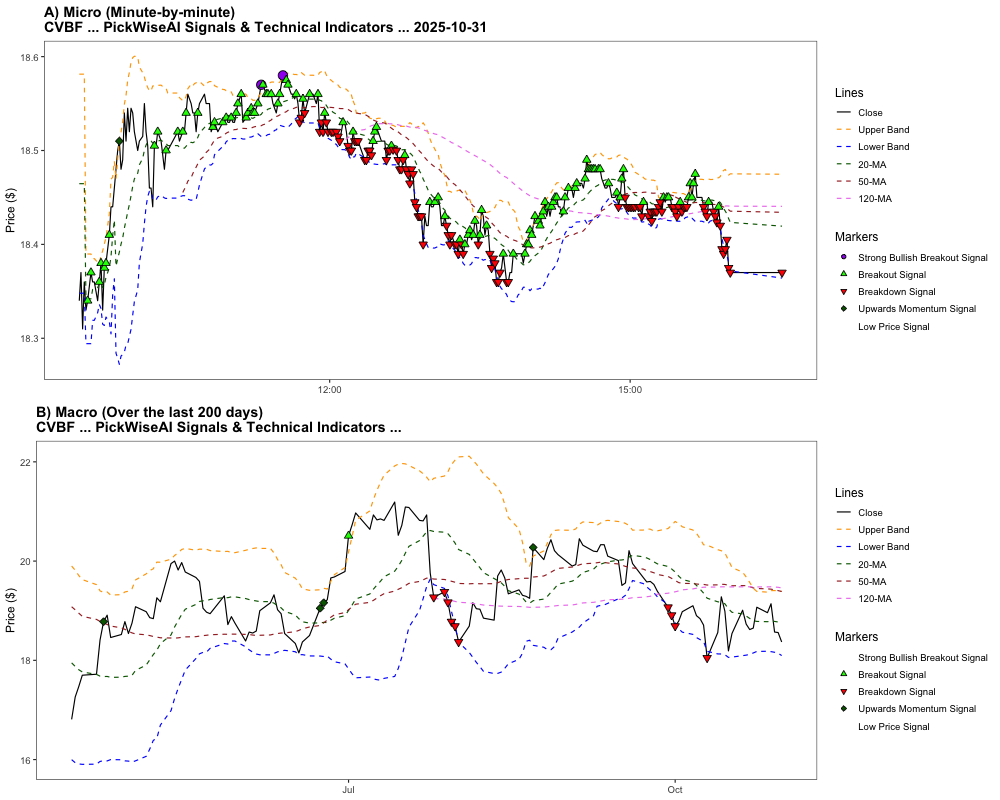 A) Micro (Minute-by-minute)
CVBF ... PickWiseAI Signals & Technical Indicators ... 2025-10-31
18.6
18.5
18.4
18.3
Price ($)
12:00
15:00
Lines
Close
Upper Band
Lower Band
20-MA
50-MA
120-MA
Markers
Strong Bullish Breakout Signal
Breakout Signal
Breakdown Signal
Upwards Momentum Signal
Low Price Signal
B) Macro (Over the last 200 days)
CVBF ... PickWiseAI Signals & Technical Indicators ...
22
20
18
16
Price ($)
Jul
Oct
Lines
Close
Upper Band
Lower Band
20-MA
50-MA
120-MA
Markers
Strong Bullish Breakout Signal
Breakout Signal
Breakdown Signal
Upwards Momentum Signal
Low Price Signal